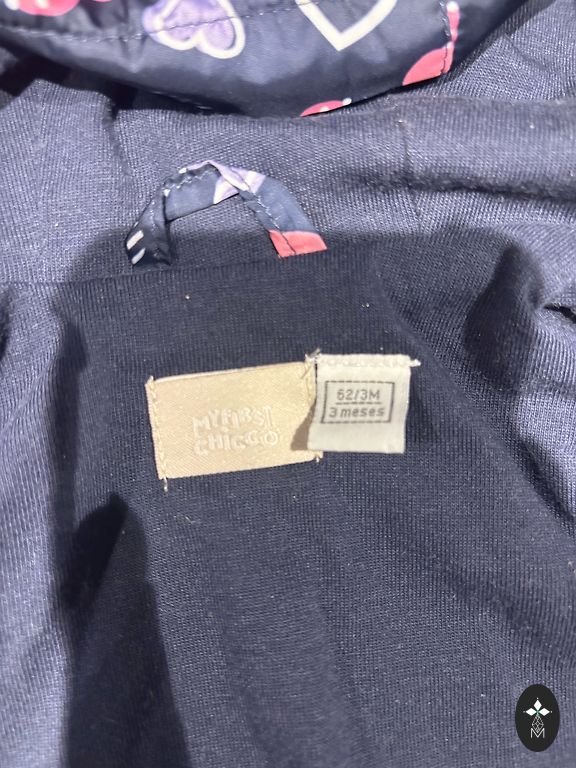 MY FIRST
CHICCO
62/3M
3 meses